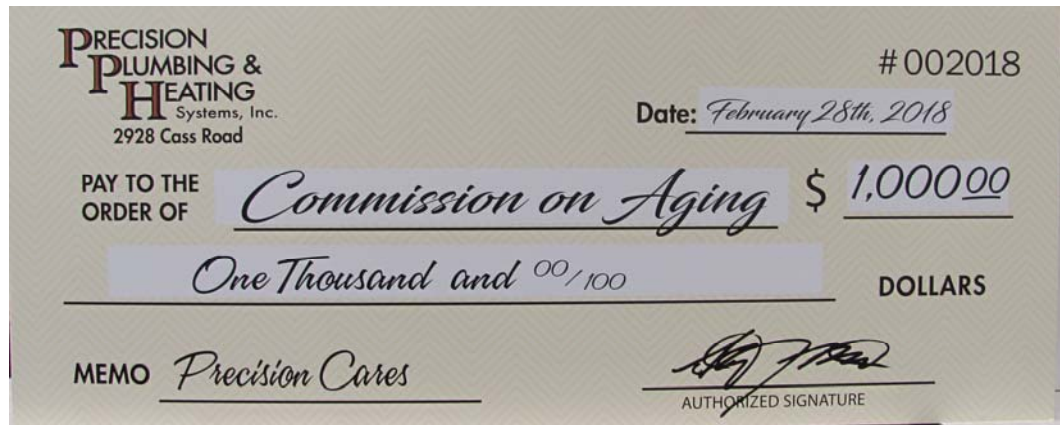 PRECISION
PLUMBING &
HEATING
Systems, Inc.
2928 Cass Road
#002018
Date: February 28th, 2018
PAY TO THE
ORDER OF Commission on Aging $ 1,000 00
One Thousand and 00/100 DOLLARS
MEMO Precision Cares
AUTHORIZED SIGNATURE